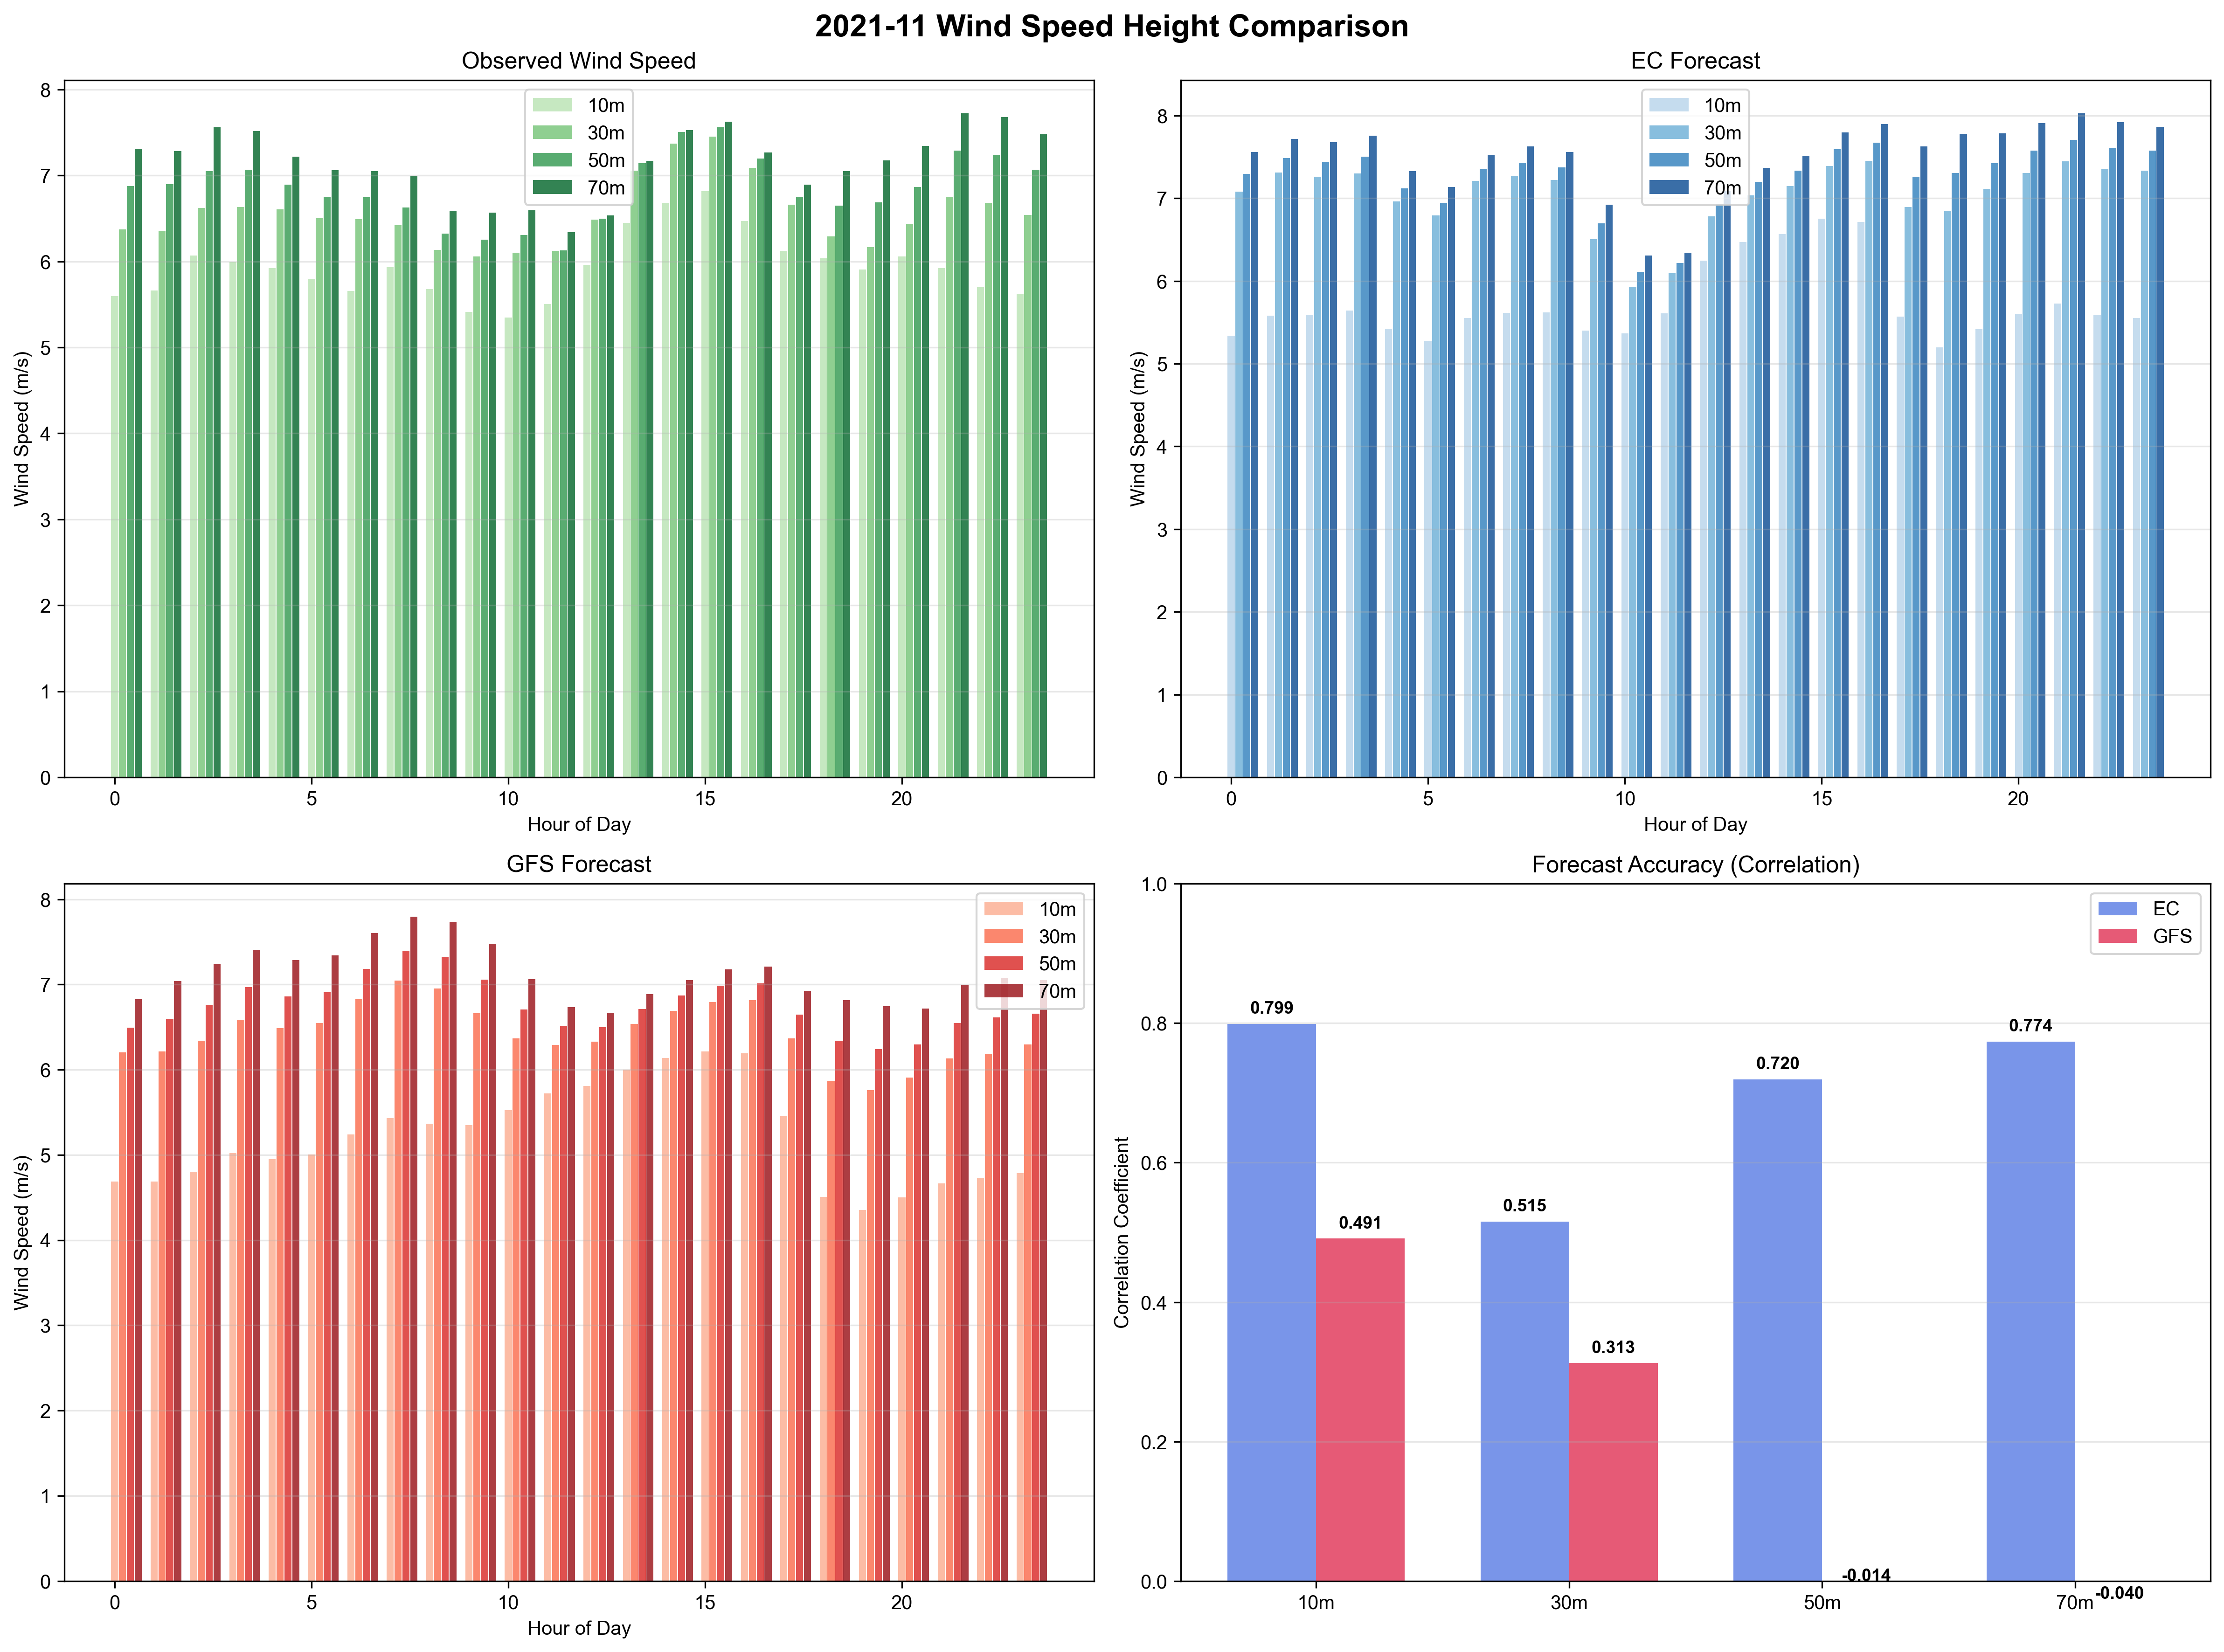 2021-11 Wind Speed Height Comparison
Observed Wind Speed
Wind Speed (m/s)
8
7
6
5
4
3
2
1
0
10m
30m
50m
70m
0 5 10 15 20
Hour of Day
EC Forecast
Wind Speed (m/s)
8
7
6
5
4
3
2
1
0
10m
30m
50m
70m
0 5 10 15 20
Hour of Day
GFS Forecast
Wind Speed (m/s)
8
7
6
5
4
3
2
1
0
10m
30m
50m
70m
0 5 10 15 20
Hour of Day
Forecast Accuracy (Correlation)
Correlation Coefficient
1.0
0.8
0.6
0.4
0.2
0.0
EC
GFS
0.799
0.491
0.515
0.313
0.720
-0.014
0.774
-0.040
10m 30m 50m 70m